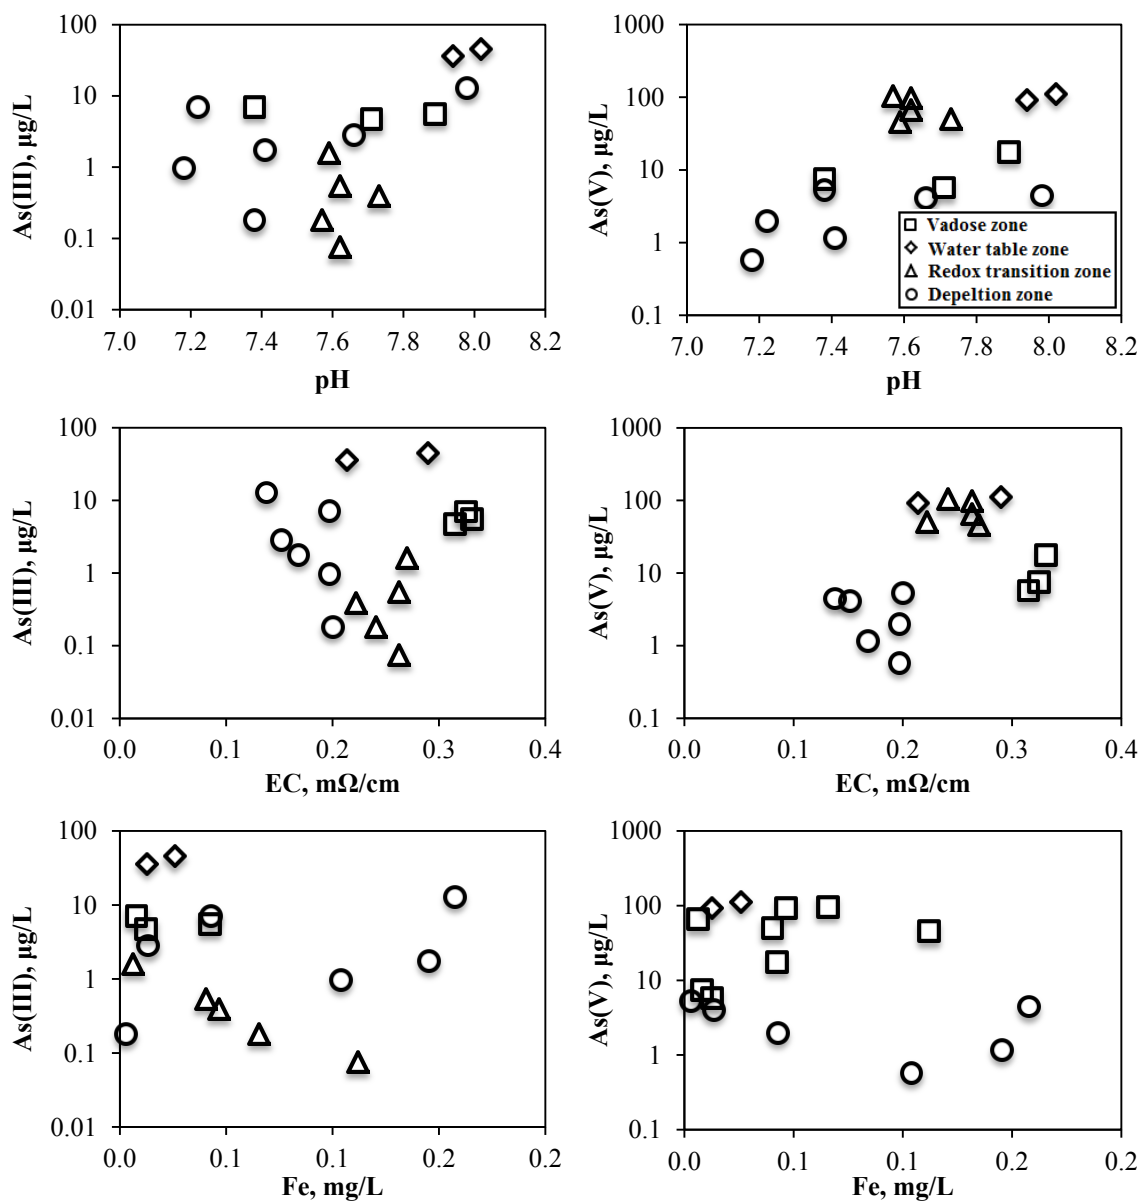 100
10
1
0.1
0.01
As(III), µg/L
7.0 7.2 7.4 7.6 7.8 8.0 8.2
pH
1000
100
10
1
0.1
As(V), µg/L
Vadose zone
Water table zone
Redox transition zone
Depeltion zone
7.0 7.2 7.4 7.6 7.8 8.0 8.2
pH
100
10
1
0.1
0.01
As(III), µg/L
0.0 0.1 0.2 0.3 0.4
EC, mΩ/cm
1000
100
10
1
0.1
As(V), µg/L
0.0 0.1 0.2 0.3 0.4
EC, mΩ/cm
100
10
1
0.1
0.01
As(III), µg/L
0.0 0.1 0.1 0.2 0.2
Fe, mg/L
1000
100
10
1
0.1
As(V), µg/L
0.0 0.1 0.1 0.2 0.2
Fe, mg/L